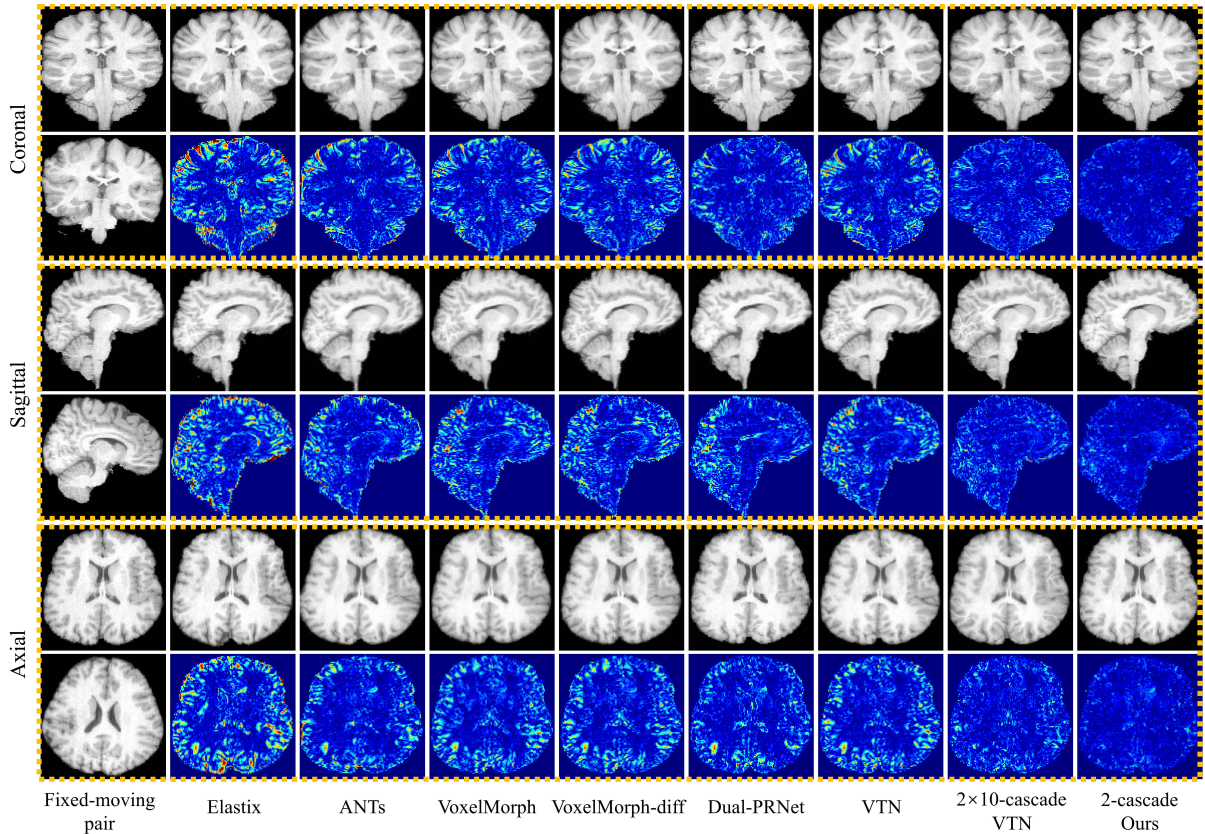 Coronal
Sagittal
Axial
Fixed-moving
pair
Elastix
ANTs
VoxelMorph
VoxelMorph-diff
Dual-PRNet
VTN
2×10-cascade
VTN
2-cascade
Ours